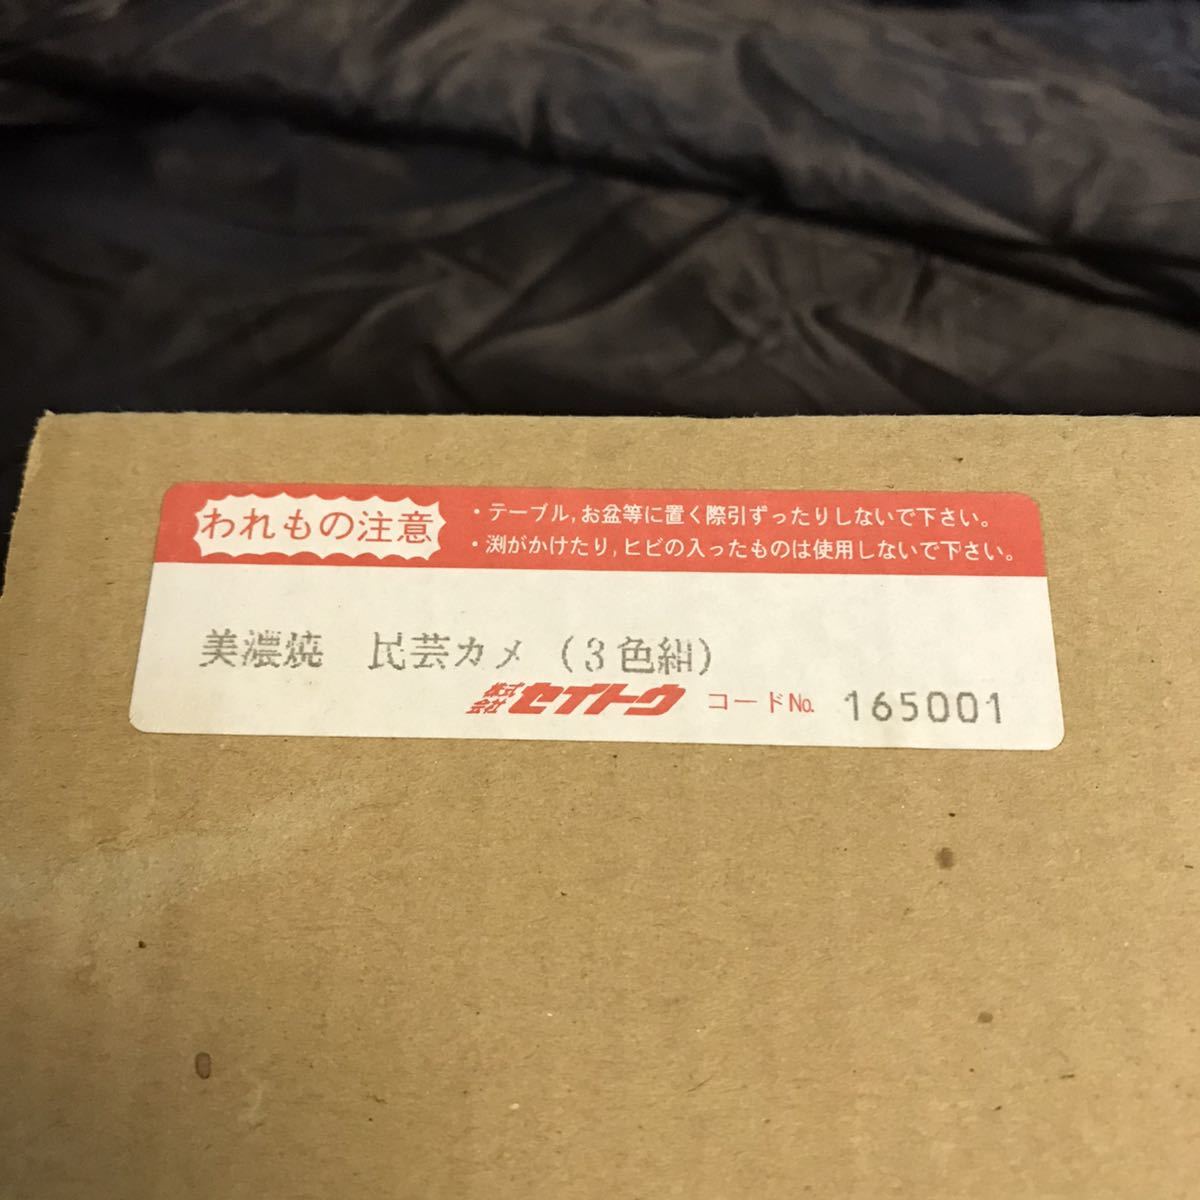 われもの注意
・テーブル,お盆等に置く際引ずったりしないで下さい。
・渕がかけたり,ヒビの入ったものは使用しないで下さい。
美濃焼 民芸カメ(3色組)
株式会社 セイトウ コードNo. 165001